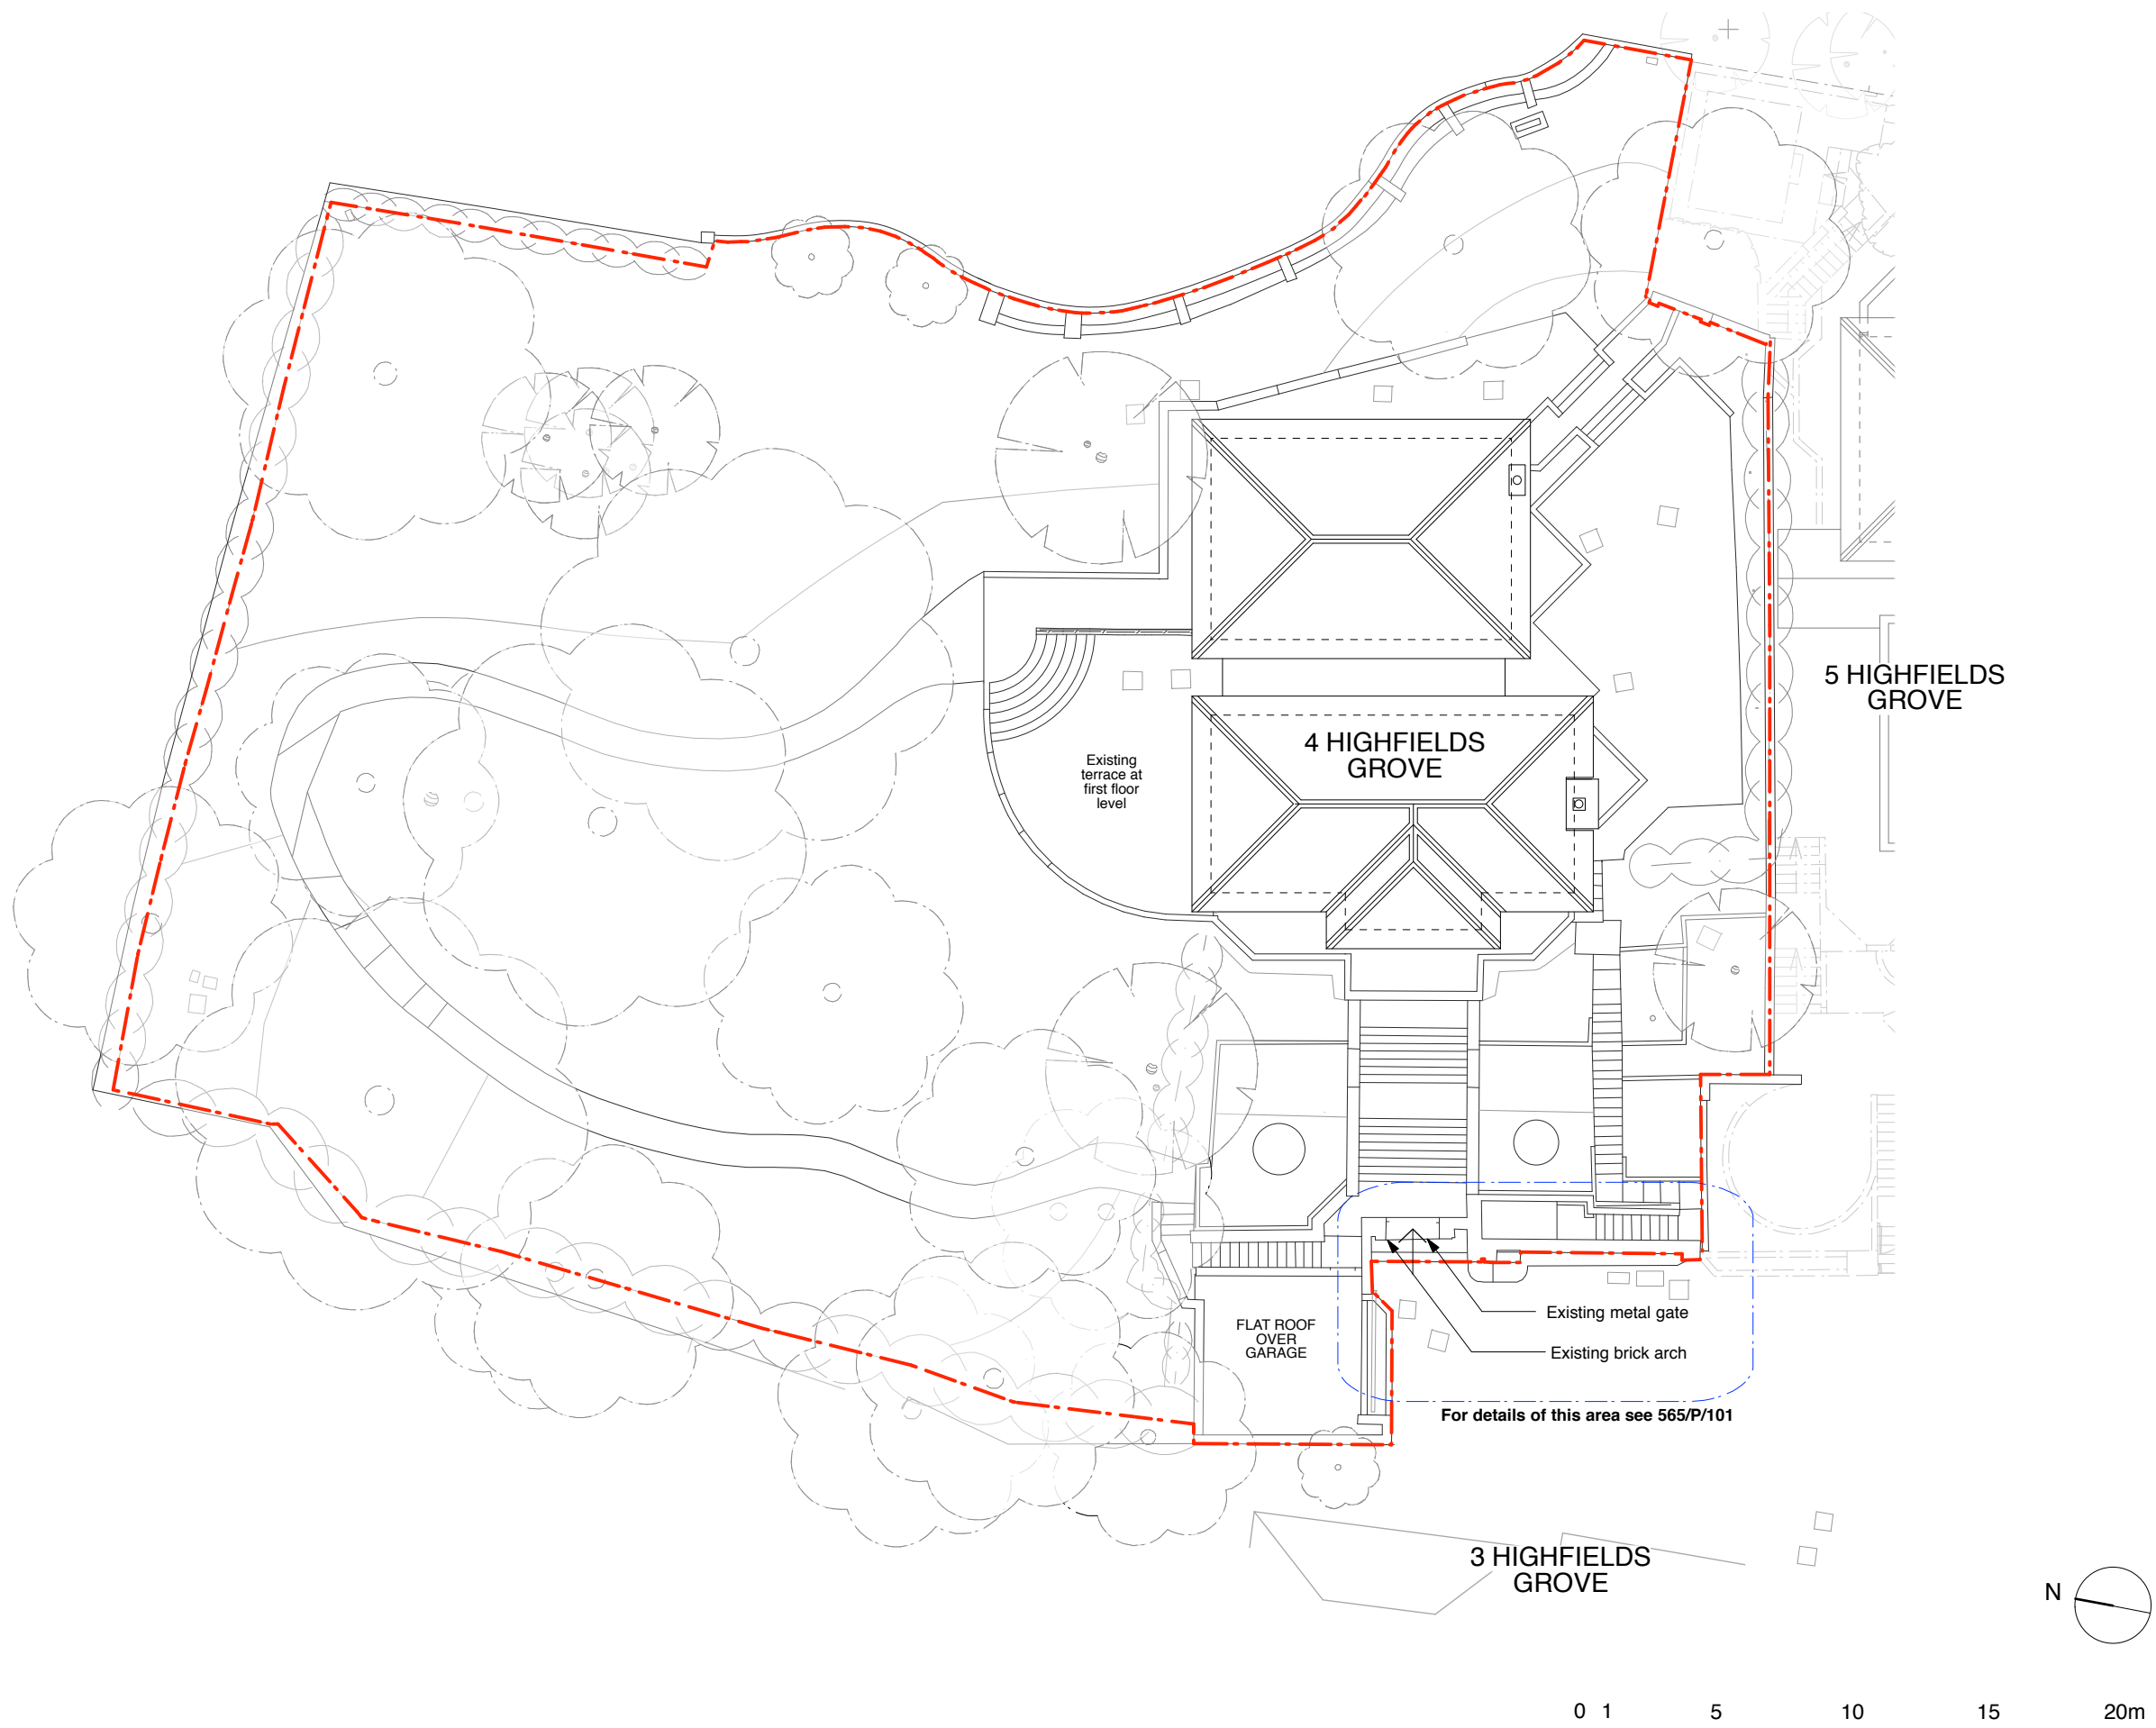 5 HIGHFIELDS
GROVE
4 HIGHFIELDS
GROVE
Existing
terrace at
first floor
level
Existing metal gate
FLAT ROOF
OVER
GARAGE
Existing brick arch
For details of this area see 565/P/101
3 HIGHFIELDS
GROVE
N
0 1 5 10 15 20m